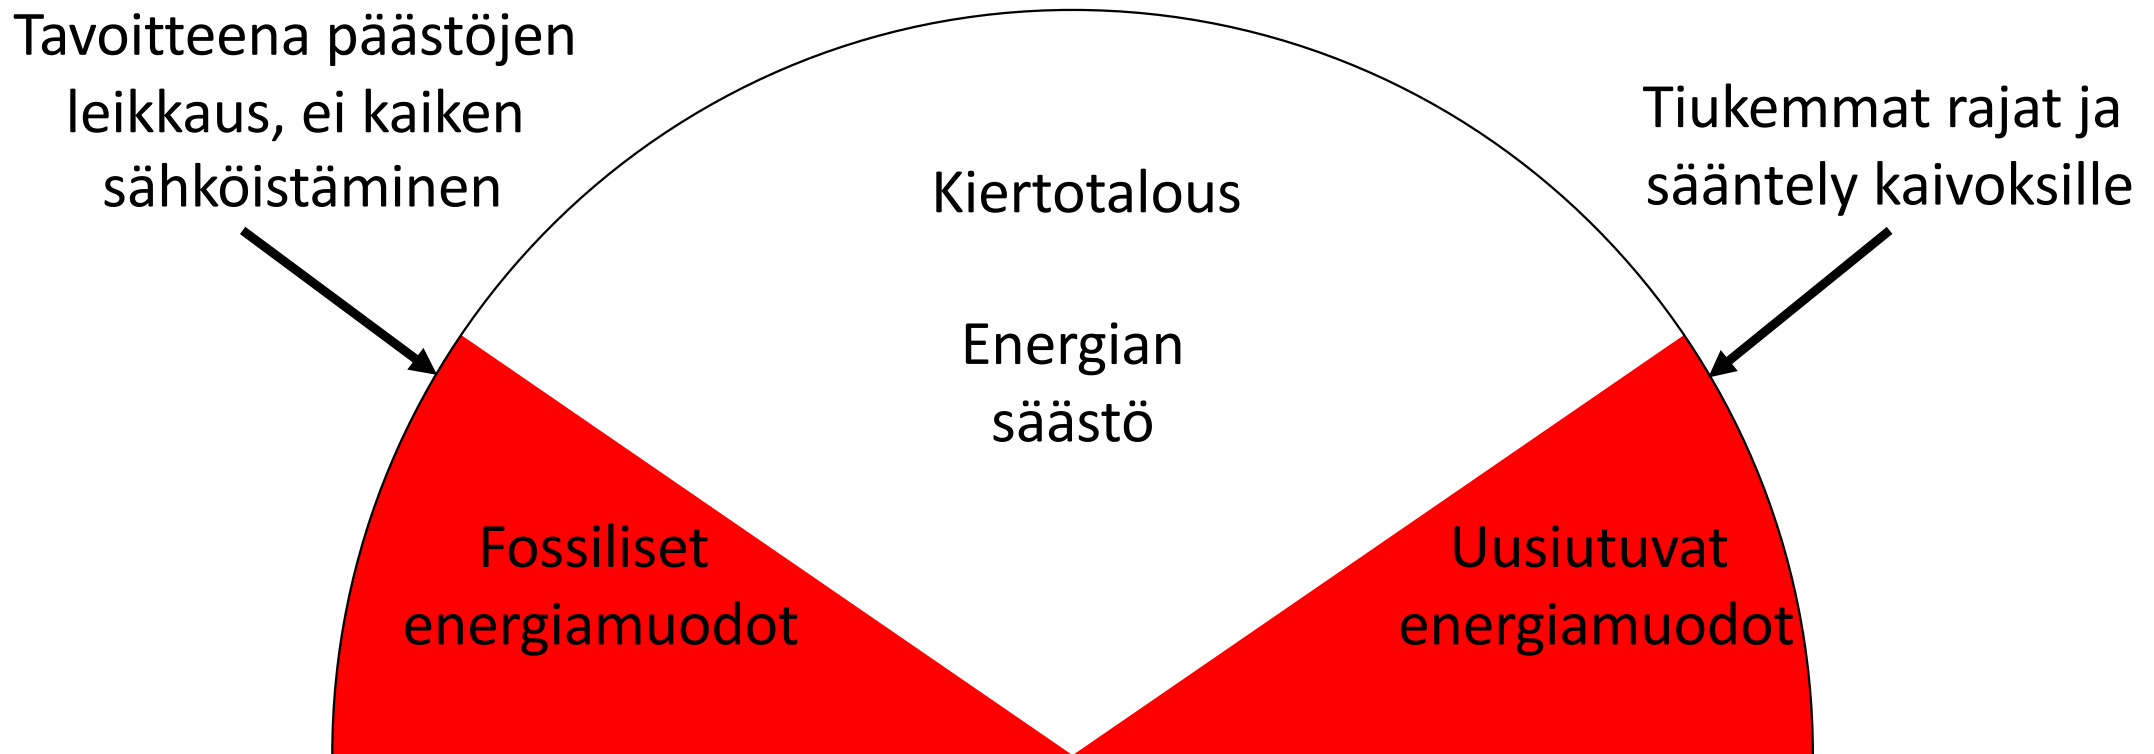 Tavoitteena päästöjen
leikkaus, ei kaiken
sähköistäminen
Tiukemmat rajat ja
sääntely kaivoksille
Kiertotalous
Energian
säästö
Fossiliset
energiamuodot
Uusiutuvat
energiamuodot